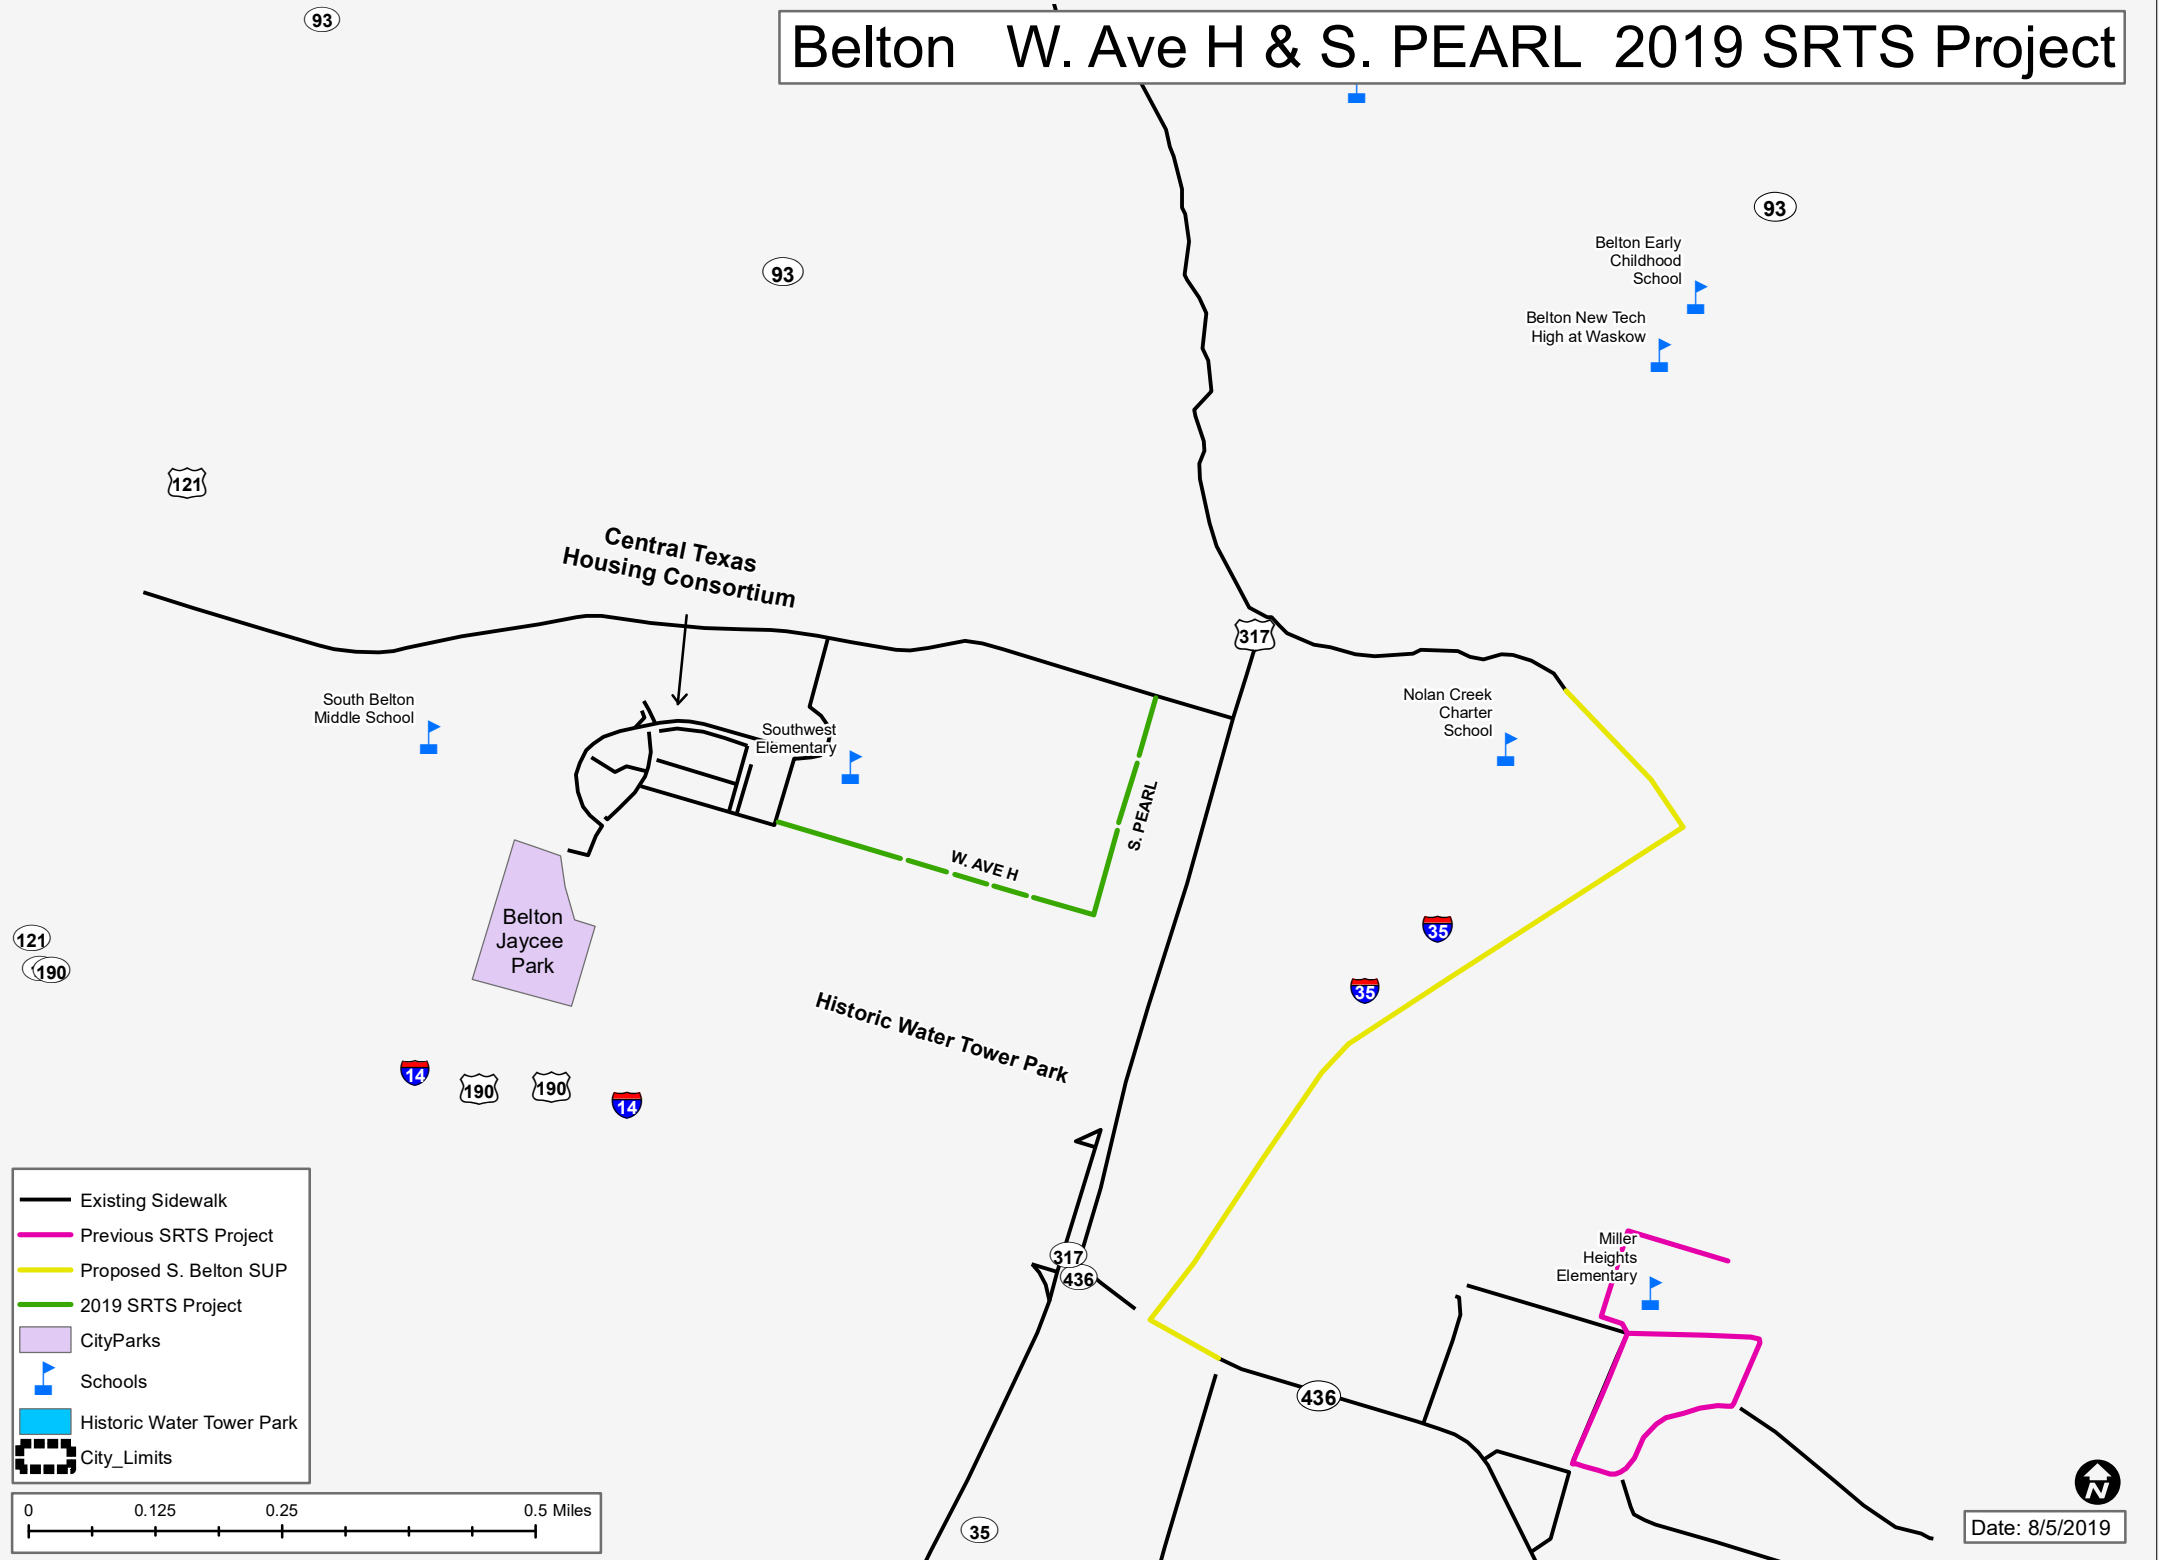 93
Belton   W. Ave H & S. PEARL  2019 SRTS Project
93
Belton Early
Childhood
School
93
Belton New Tech
High at Waskow
121
Central Texas
Housing Consortium
317
South Belton
Middle School
Southwest
Elementary
Nolan Creek
Charter
School
S. PEARL
W. AVE H
Belton
Jaycee
Park
35
121
190
35
Historic Water Tower Park
14
190
190
14
317
436
Miller
Heights
Elementary
436
35
Existing Sidewalk
Previous SRTS Project
Proposed S. Belton SUP
2019 SRTS Project
CityParks
Schools
Historic Water Tower Park
City_Limits
0 0.125 0.25 0.5 Miles
N
Date: 8/5/2019